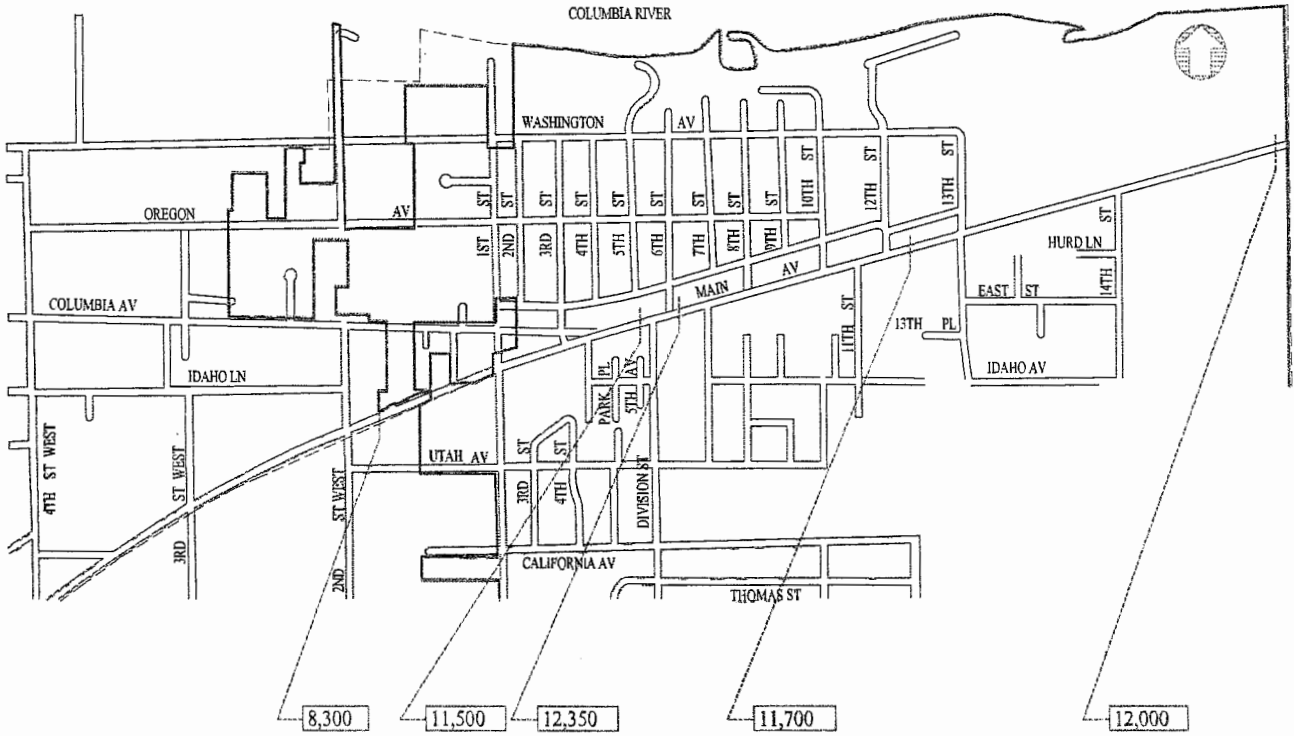 COLUMBIA RIVER
WASHINGTON AV
OREGON AV
1ST ST
2ND ST
3RD ST
4TH ST
5TH ST
6TH ST
7TH ST
8TH ST
9TH ST
10TH ST
12TH ST
13TH ST
HURD LN
14TH ST
COLUMBIA AV
MAIN AV
EAST ST
11TH ST
13TH PL
IDAHO LN
PARK PL
5TH AV
IDAHO AV
4TH ST WEST
3RD ST WEST
2ND ST WEST
UTAH AV
3RD ST
4TH ST
DIVISION ST
CALIFORNIA AV
THOMAS ST
8,300
11,500
12,350
11,700
12,000